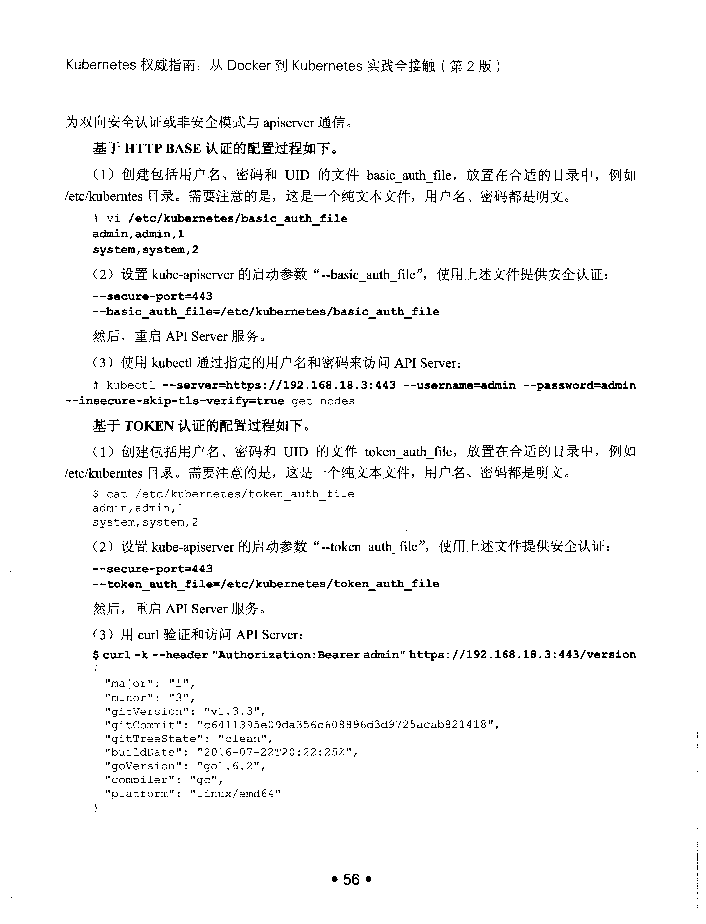 Kubernetes 权威指南：从 Docker 到 Kubernetes 实践全接触（第 2 版）
为双向安全认证或非安全模式与 apiserver 通信。
基于 HTTP BASE 认证的配置过程如下。
（1）创建包括用户名、密码和 UID 的文件 basic_auth_file，放置在合适的目录中，例如
/etc/kuberntes 目录。需要注意的是，这是一个纯文本文件，用户名、密码都是明文。
# vi /etc/kubernetes/basic_auth_file
admin,admin,1
system,system,2
（2）设置 kube-apiserver 的启动参数“--basic_auth_file”，使用上述文件提供安全认证：
--secure-port=443
--basic_auth_file=/etc/kubernetes/basic_auth_file
然后，重启 API Server 服务。
（3）使用 kubectl 通过指定的用户名和密码来访问 API Server：
# kubectl --server=https://192.168.18.3:443 --username=admin --password=admin
--insecure-skip-tls-verify=true get nodes
基于 TOKEN 认证的配置过程如下。
（1）创建包括用户名、密码和 UID 的文件 token_auth_file，放置在合适的目录中，例如
/etc/kuberntes 目录。需要注意的是，这是一个纯文本文件，用户名、密码都是明文。
$ cat /etc/kubernetes/token_auth_file
admin,admin,1
system,system,2
（2）设置 kube-apiserver 的启动参数“--token_auth_file”，使用上述文件提供安全认证：
--secure-port=443
--token_auth_file=/etc/kubernetes/token_auth_file
然后，重启 API Server 服务。
（3）用 curl 验证和访问 API Server：
$ curl -k --header "Authorization:Bearer admin" https://192.168.18.3:443/version
{
"major": "1",
"minor": "3",
"gitVersion": "v1.3.3",
"gitCommit":
"gitTreeState": "clean",
"buildDate": "2016-07-22T20:22:25Z",
"goVersion": "go1.6.2",
"compiler": "gc",
"platform": "linux/amd64"
}
• 56 •